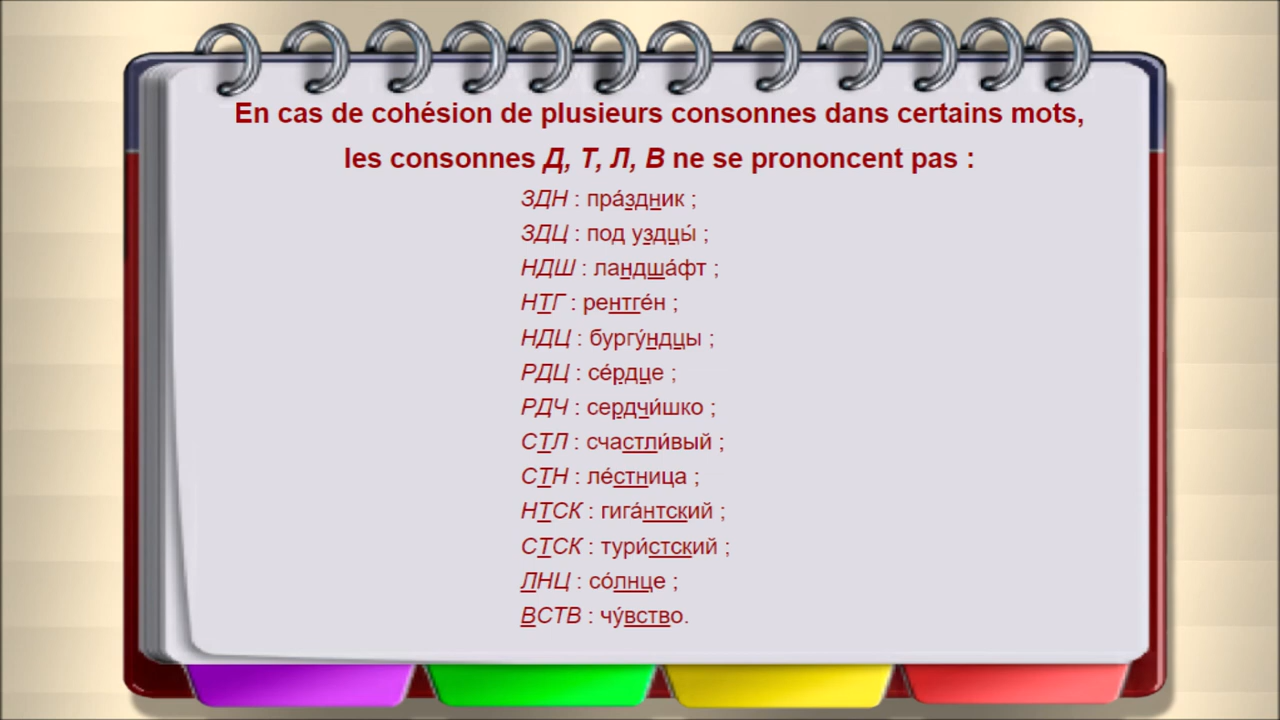 En cas de cohésion de plusieurs consonnes dans certains mots,
les consonnes Д, Т, Л, В ne se prononcent pas :
ЗДН : пра́здник ;
ЗДЦ : под уздцы́ ;
НДШ : ландша́фт ;
НТГ : рентге́н ;
НДЦ : бургу́ндцы ;
РДЦ : се́рдце ;
РДЧ : сердчи́шко ;
СТЛ : счастли́вый ;
СТН : ле́стница ;
НТСК : гига́нтский ;
СТСК : тури́стский ;
ЛНЦ : со́лнце ;
ВСТВ : чу́вство.